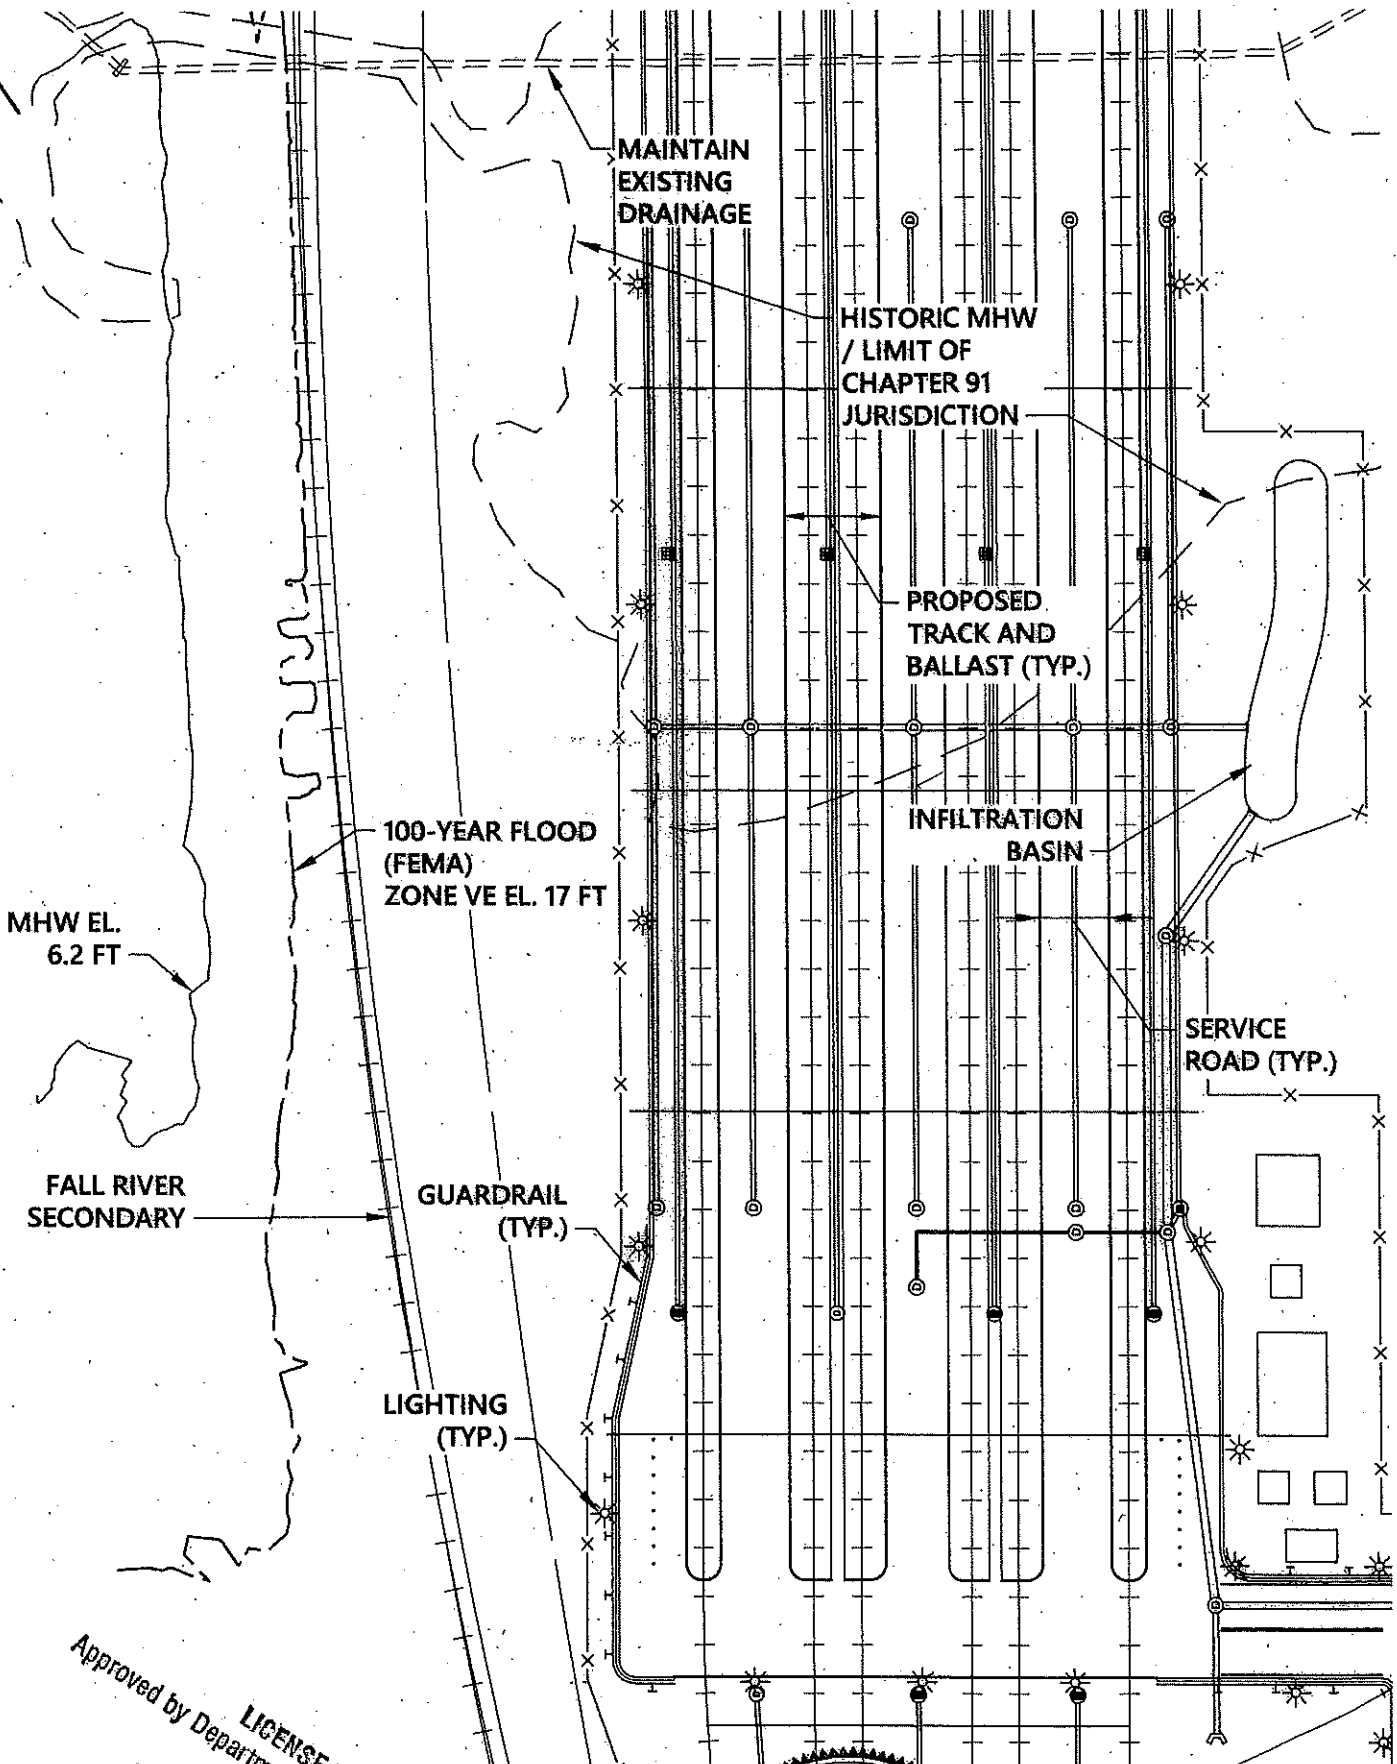 MAINTAIN
EXISTING
DRAINAGE
HISTORIC MHW
/ LIMIT OF
CHAPTER 91
JURISDICTION
PROPOSED
TRACK AND
BALLAST (TYP.)
100-YEAR FLOOD
(FEMA)
ZONE VE EL. 17 FT
INFILTRATION
BASIN
MHW EL.
6.2 FT
SERVICE
ROAD (TYP.)
FALL RIVER
SECONDARY
GUARDRAIL
(TYP.)
LIGHTING
(TYP.)
LICENSE
Approved by